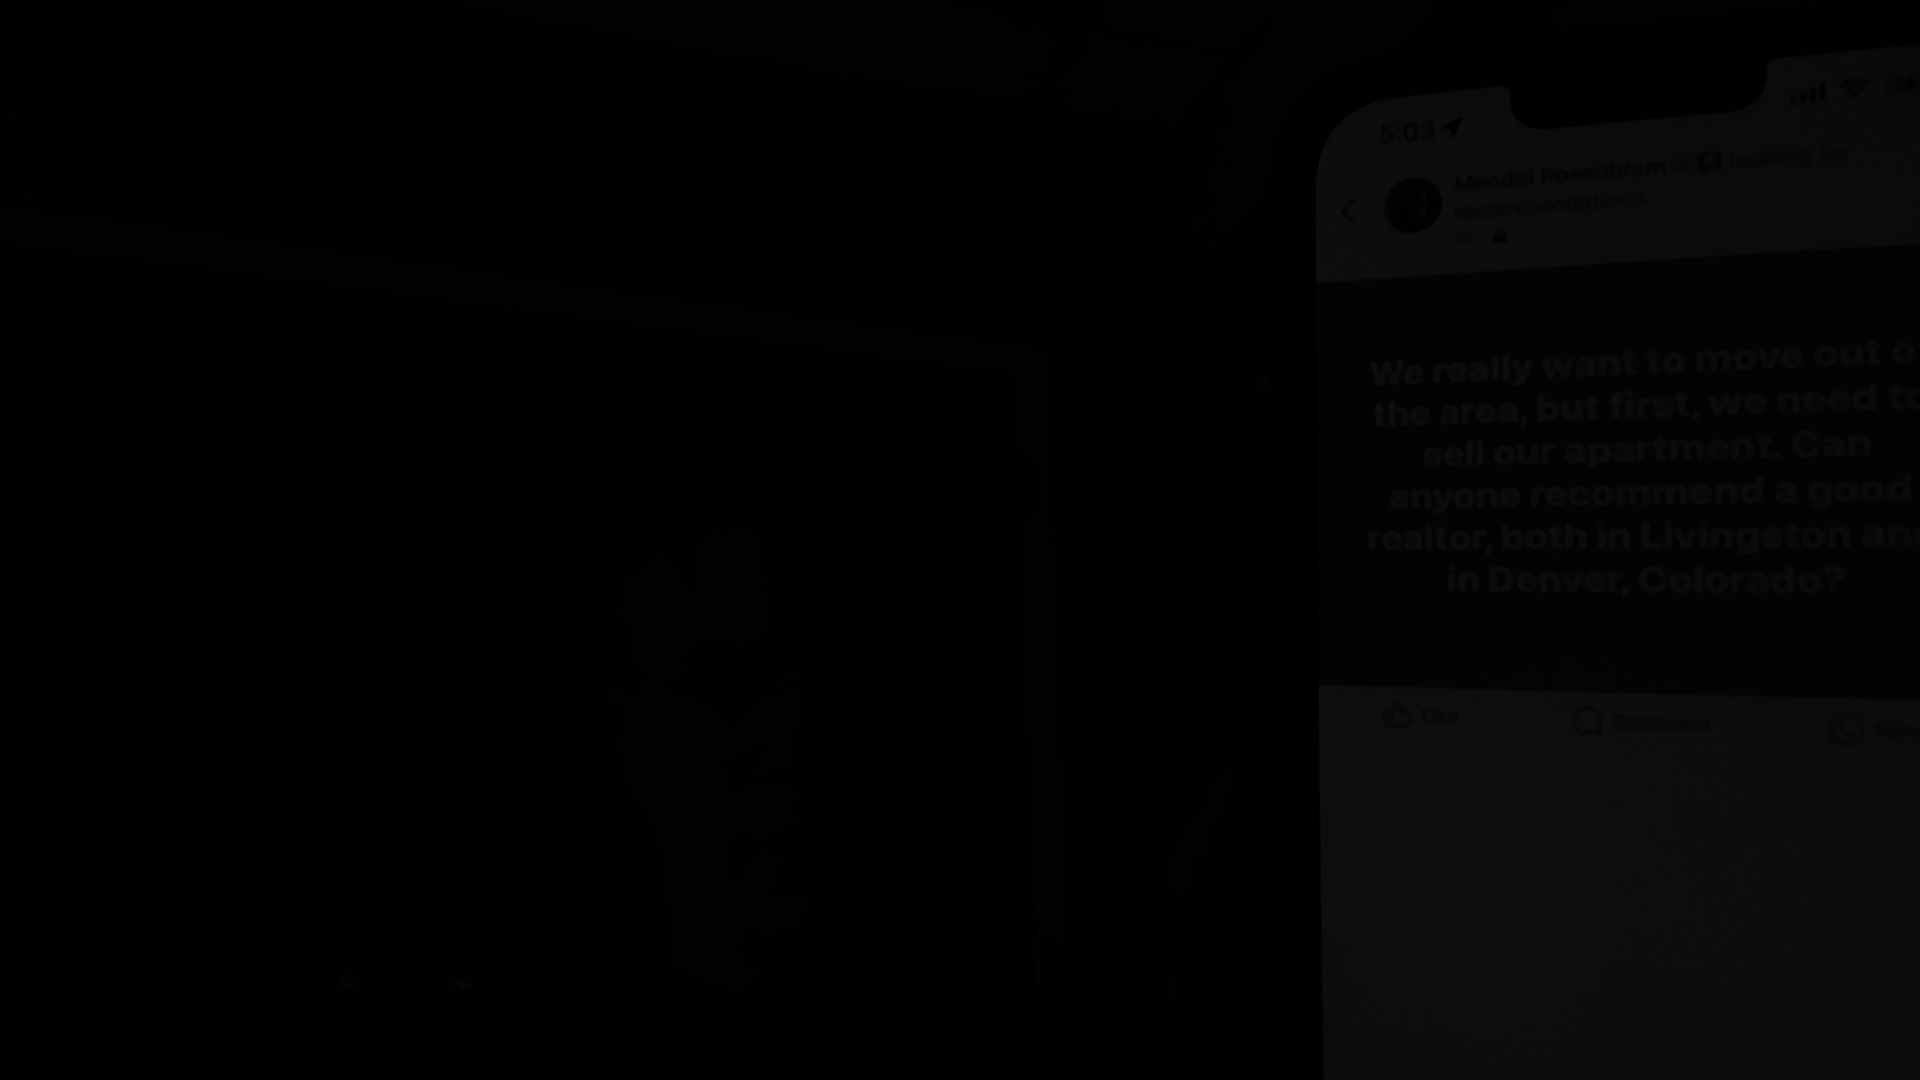 5:03
Mendel Rosenblum is looking for
recommendations.
We really want to move out o
the area, but first, we need to
sell our apartment. Can
anyone recommend a good
realtor, both in Livingston and
in Denver, Colorado?
Like Comment